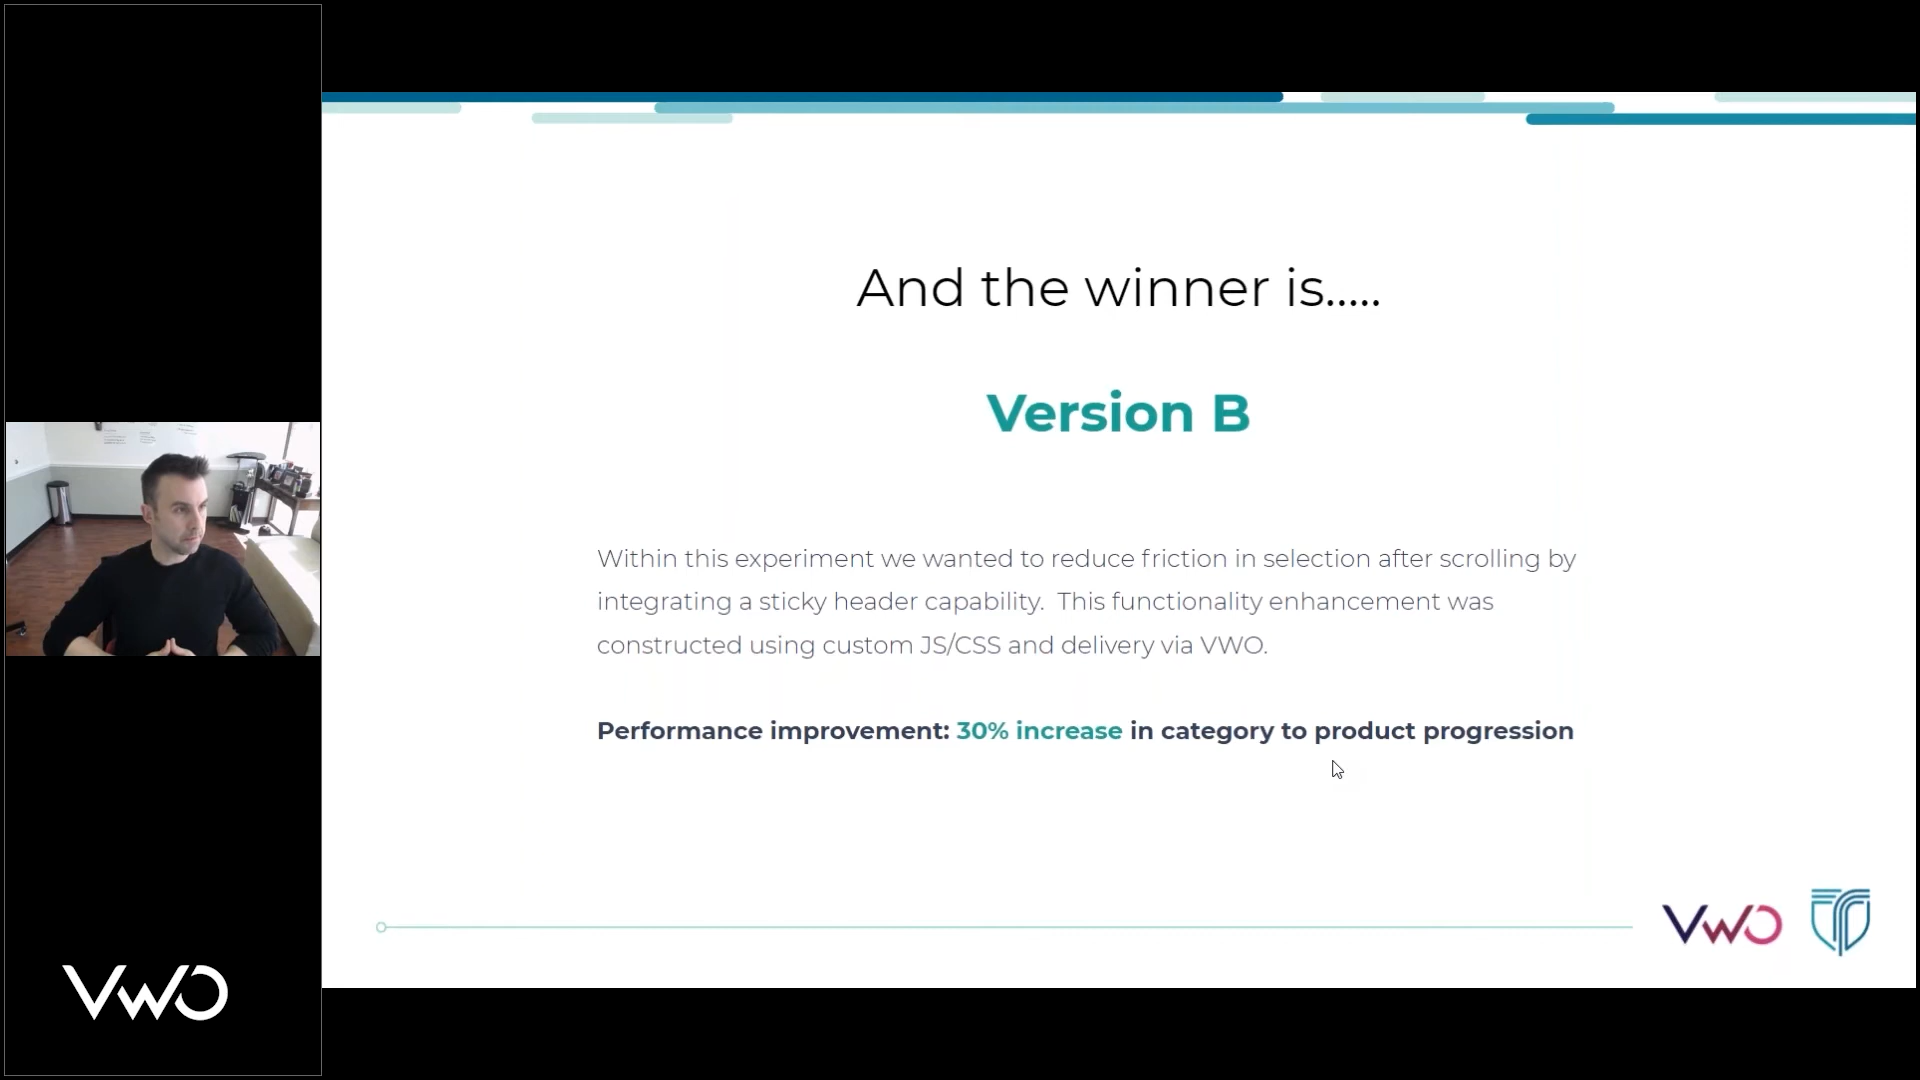 And the winner is.....
Version B
Within this experiment we wanted to reduce friction in selection after scrolling by
integrating a sticky header capability.  This functionality enhancement was
constructed using custom JS/CSS and delivery via VWO.
Performance improvement: 30% increase in category to product progression
VWO
VWO